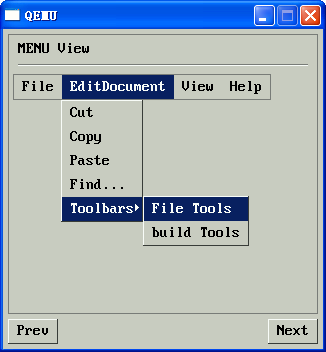 QEMU
MENU View
File EditDocument View Help
Cut
Copy
Paste
Find...
Toolbars File Tools
build Tools
Prev Next